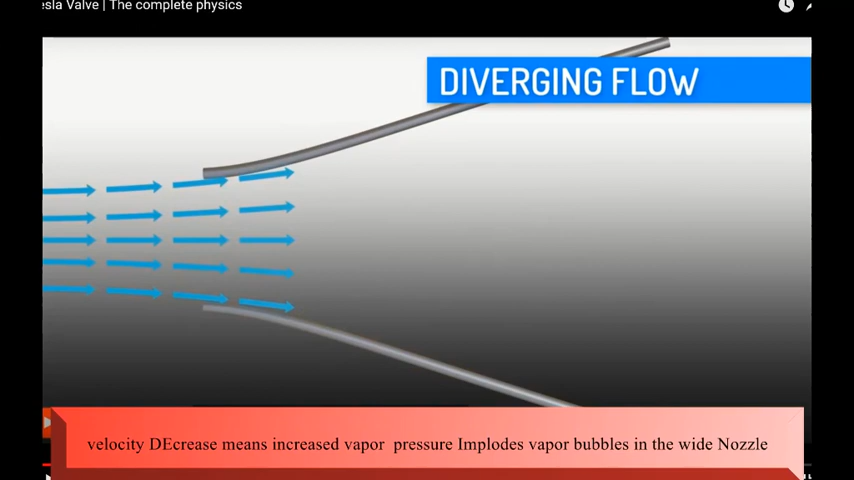 esla Valve | The complete physics
DIVERGING FLOW
velocity DEcrease means increased vapor pressure Implodes vapor bubbles in the wide Nozzle